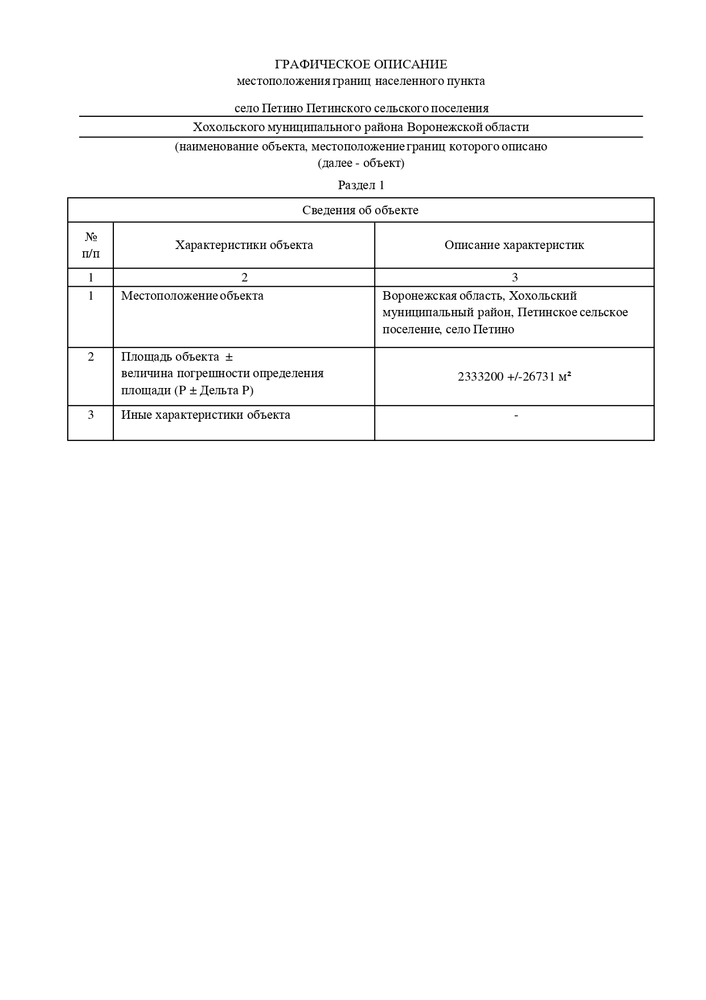 ГРАФИЧЕСКОЕ ОПИСАНИЕ
местоположения границ населенного пункта
село Петино Петинского сельского поселения
Хохольского муниципального района Воронежской области
(наименование объекта, местоположение границ которого описано
(далее - объект)
Раздел 1
Сведения об объекте
№
п/п
Характеристики объекта
Описание характеристик
1
2
3
1
Местоположение объекта
Воронежская область, Хохольский
муниципальный район, Петинское сельское
поселение, село Петино
2
Площадь объекта ±
величина погрешности определения
площади (Р ± Дельта Р)
2333200 +/-26731 м²
3
Иные характеристики объекта
-